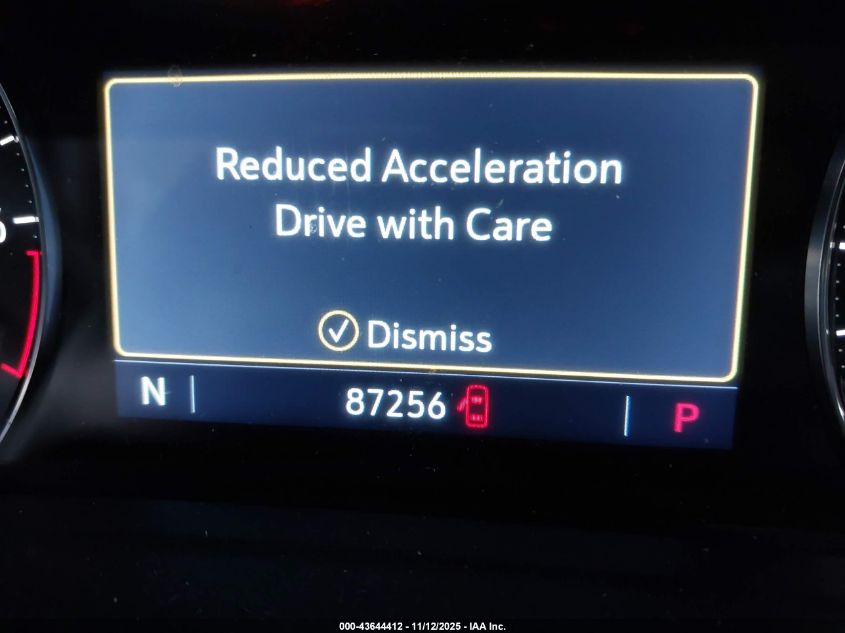 Reduced Acceleration
Drive with Care
Dismiss
N 87256 P
000-43644412 - 11/12/2025 - IAA Inc.